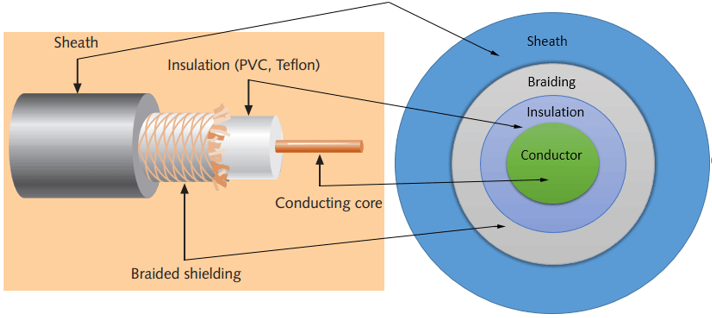 Sheath
Insulation (PVC, Teflon)
Conducting core
Braided shielding
Sheath
Braiding
Insulation
Conductor